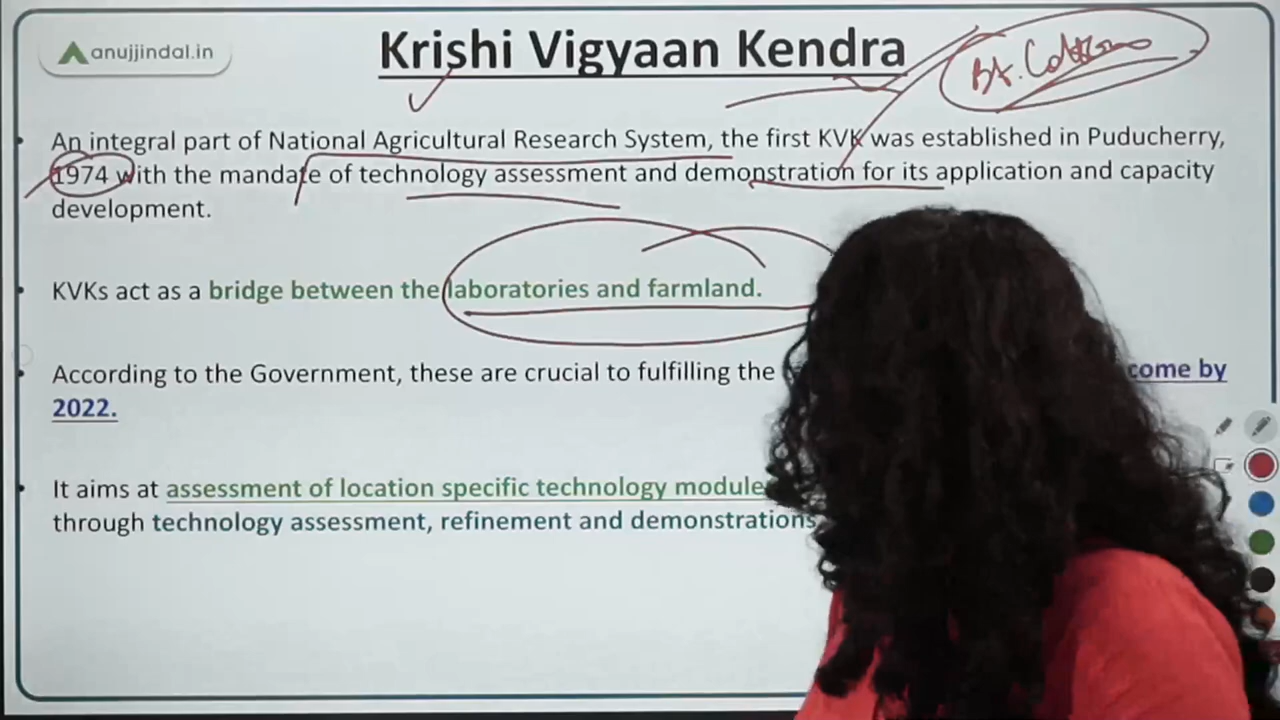 anujjindal.in
Krishi Vigyaan Kendra
An integral part of National Agricultural Research System, the first KVK was established in Puducherry,
1974 with the mandate of technology assessment and demonstration for its application and capacity
development.
KVKs act as a bridge between the laboratories and farmland.
According to the Government, these are crucial to fulfilling the come by
2022.
It aims at assessment of location specific technology module
through technology assessment, refinement and demonstrations